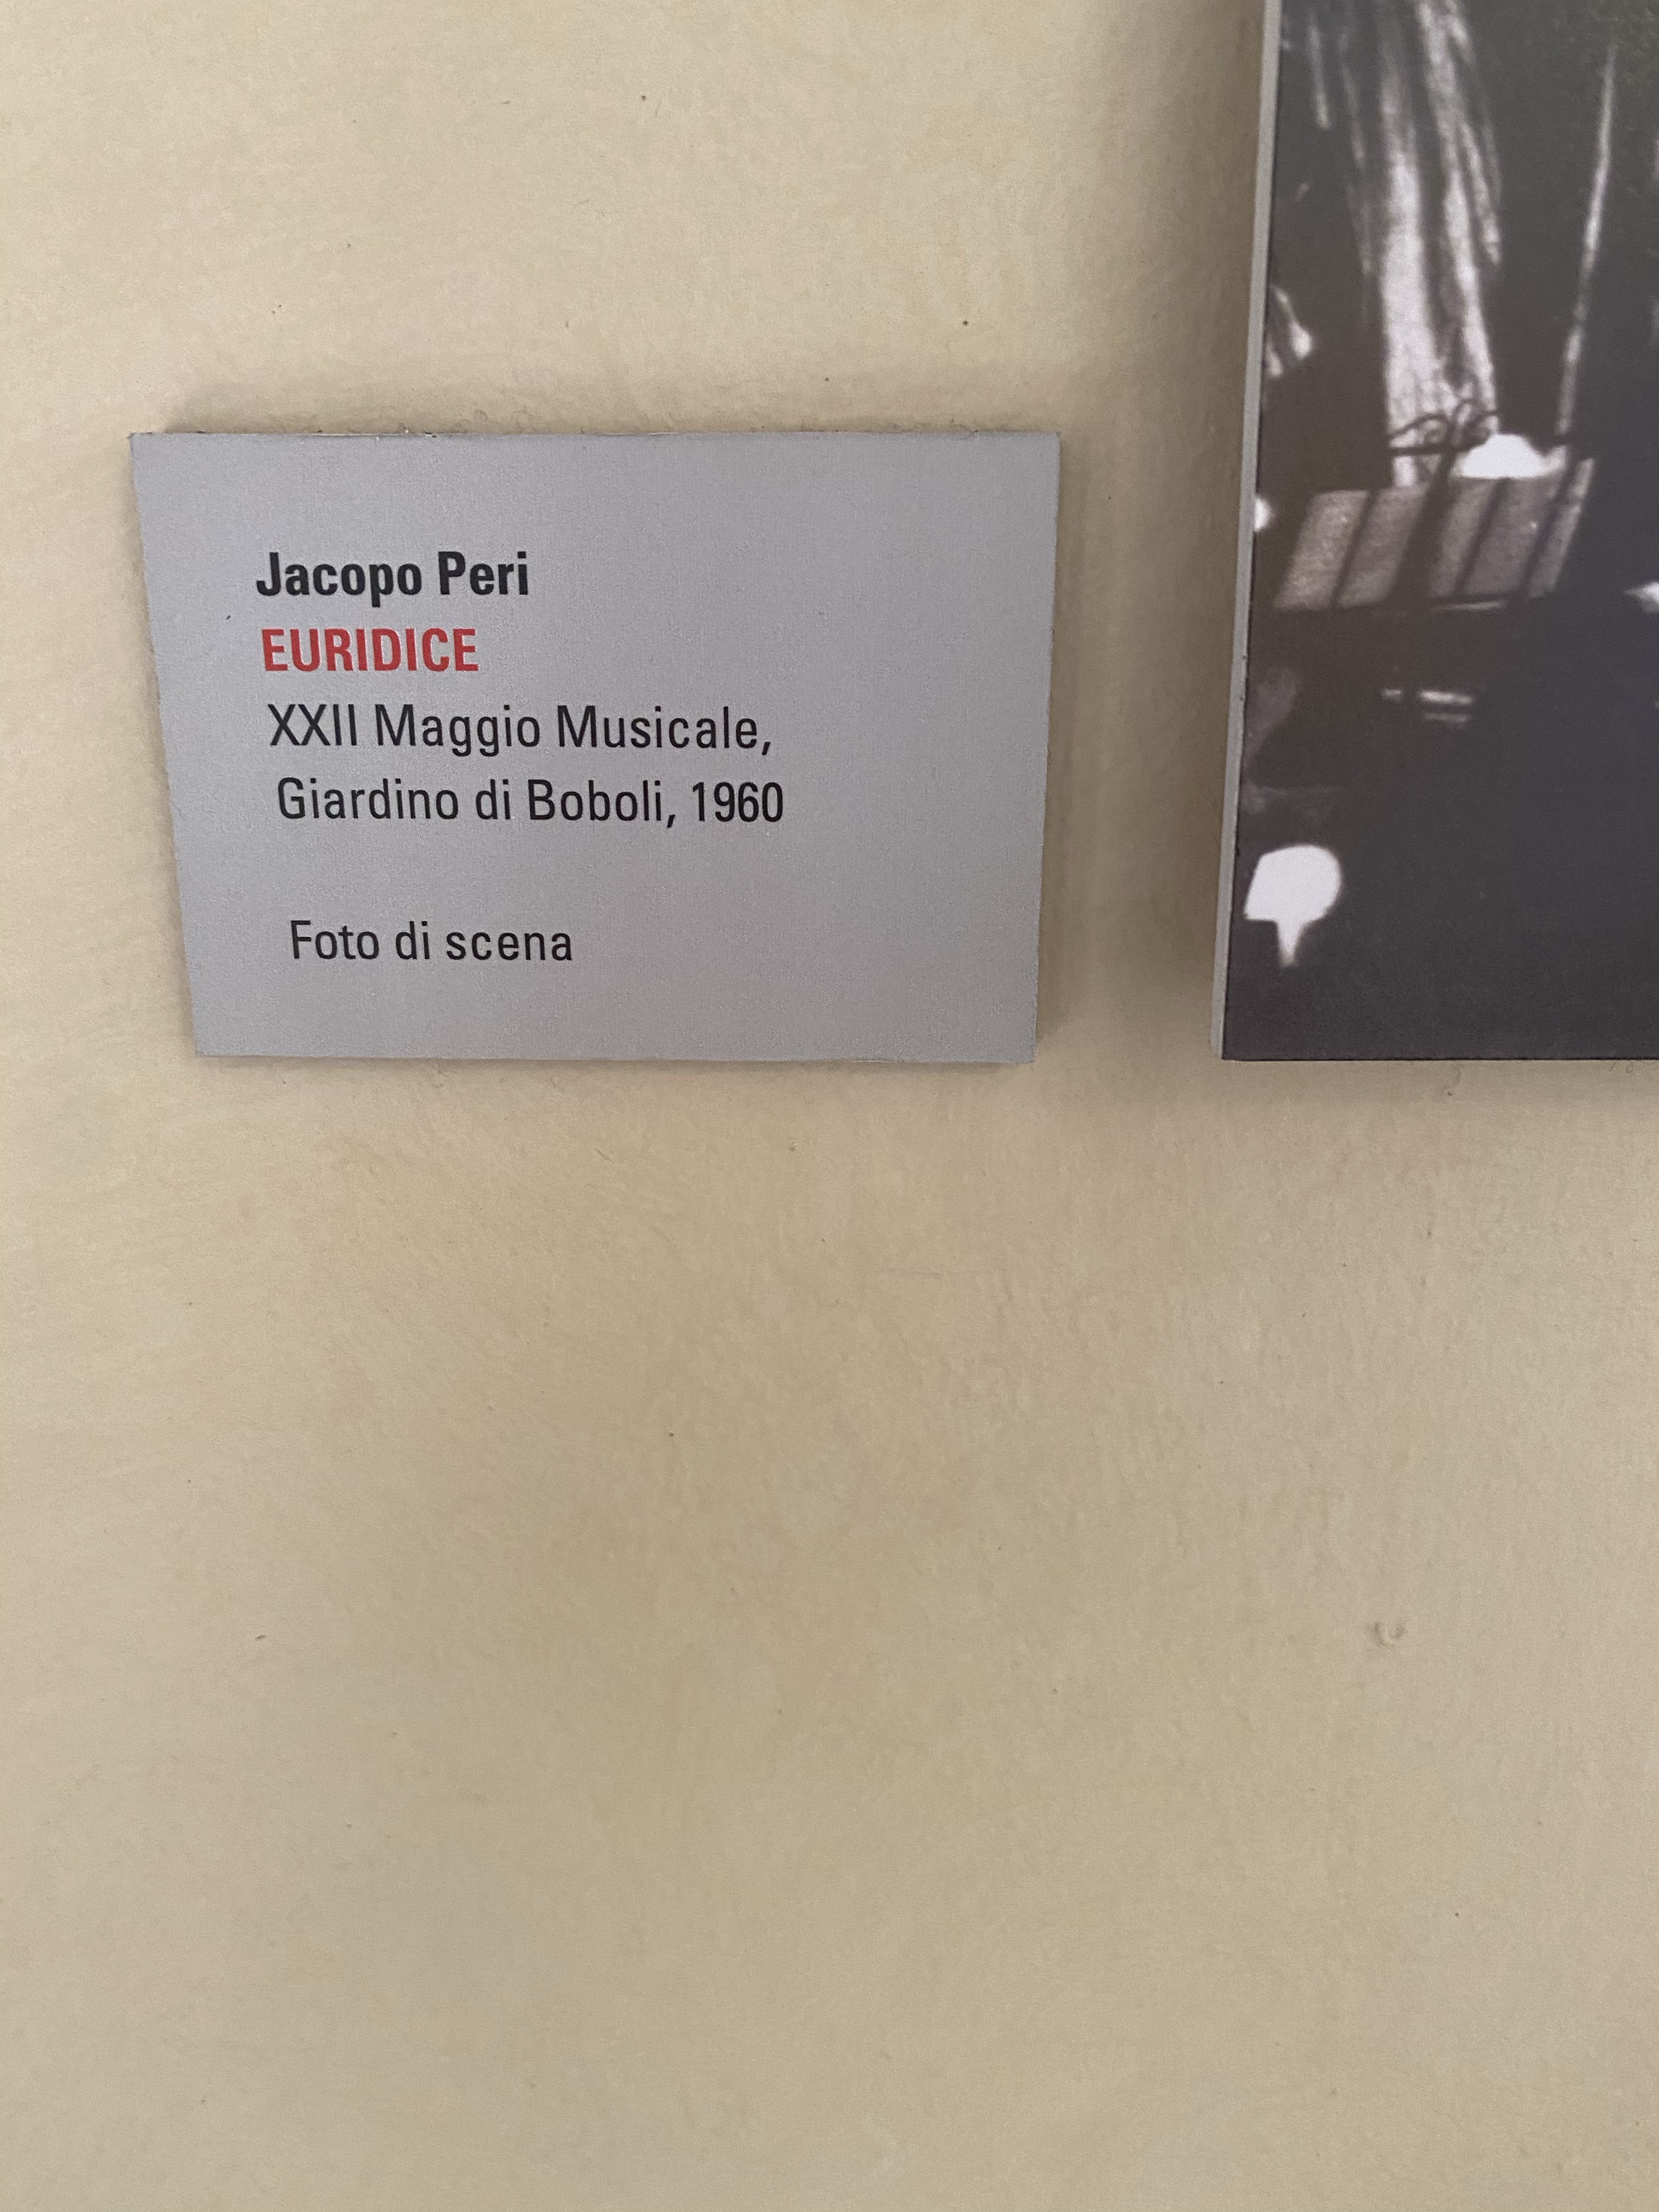 Jacopo Peri
EURIDICE
XXII Maggio Musicale,
Giardino di Boboli, 1960
Foto di scena